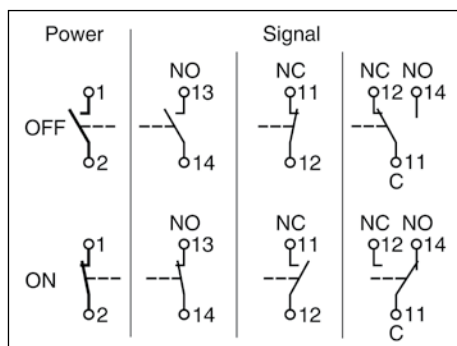 Power Signal
NO NC NC NO
1 13 11 12 14
OFF
2 14 12 11
C
NO NC NC NO
1 13 11 12 14
ON
2 14 12 11
C